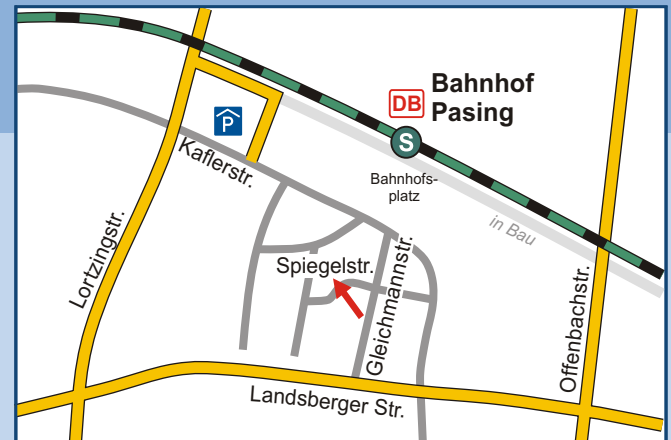 Bahnhof
Pasing
DB
S
P
Bahnhofs-
platz
in Bau
Kaflerstr.
Lortzingstr.
Spiegelstr.
Gleichmannstr.
Offenbachstr.
Landsberger Str.